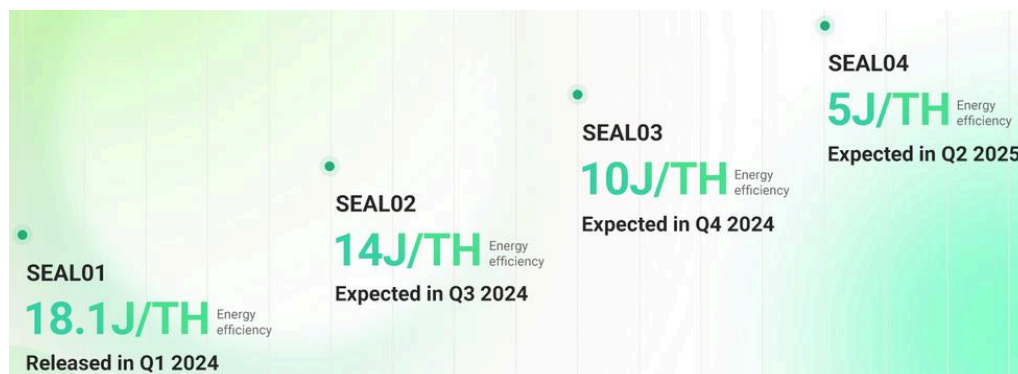 SEAL01
18.1J/TH Energy efficiency
Released in Q1 2024
SEAL02
14J/TH Energy efficiency
Expected in Q3 2024
SEAL03
10J/TH Energy efficiency
Expected in Q4 2024
SEAL04
5J/TH Energy efficiency
Expected in Q2 2025